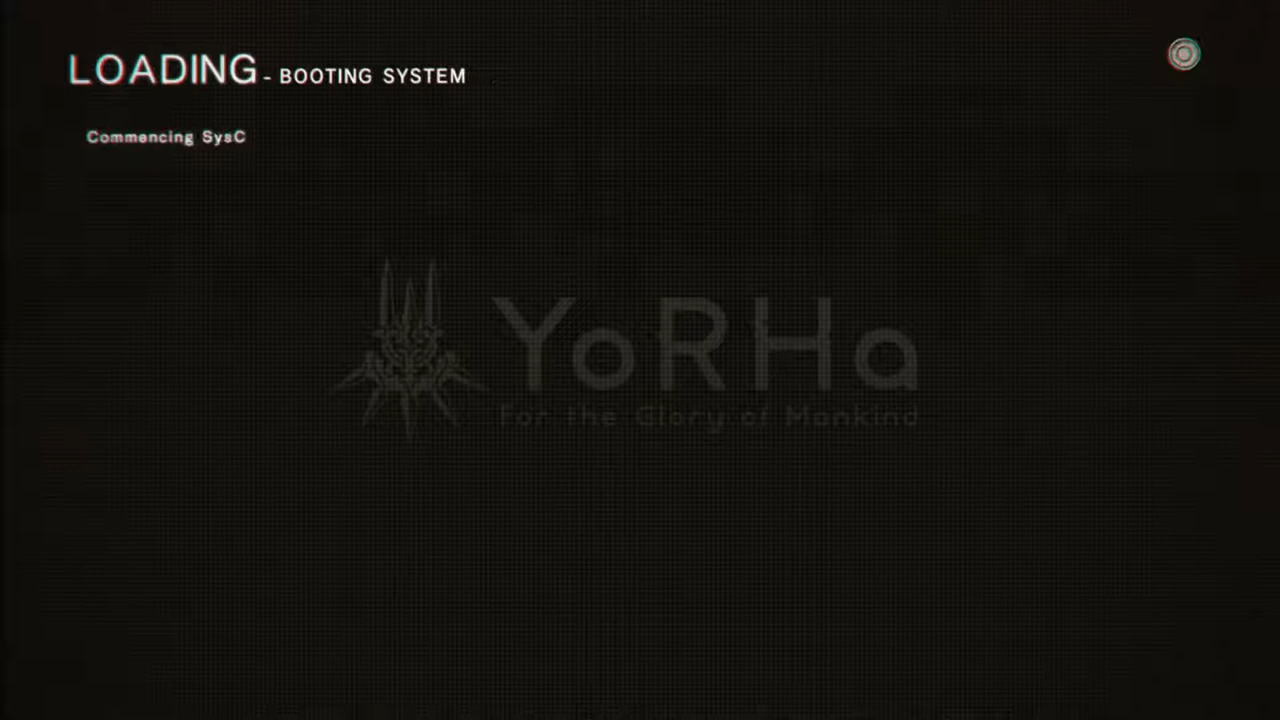 LOADING - BOOTING SYSTEM
Commencing SysC
YoRHa
For the Glory of Mankind